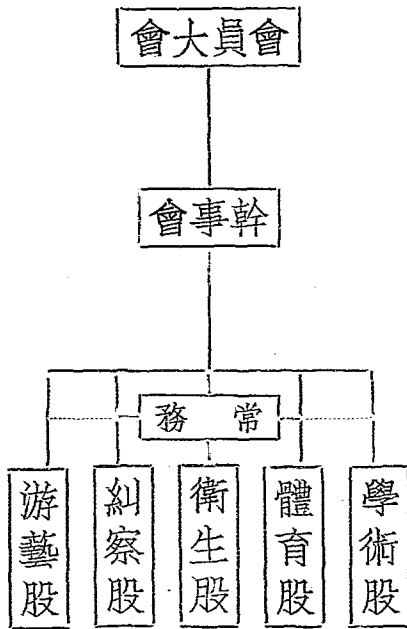 會員大會
幹事會
常務
學術股
體育股
衛生股
糾察股
游藝股